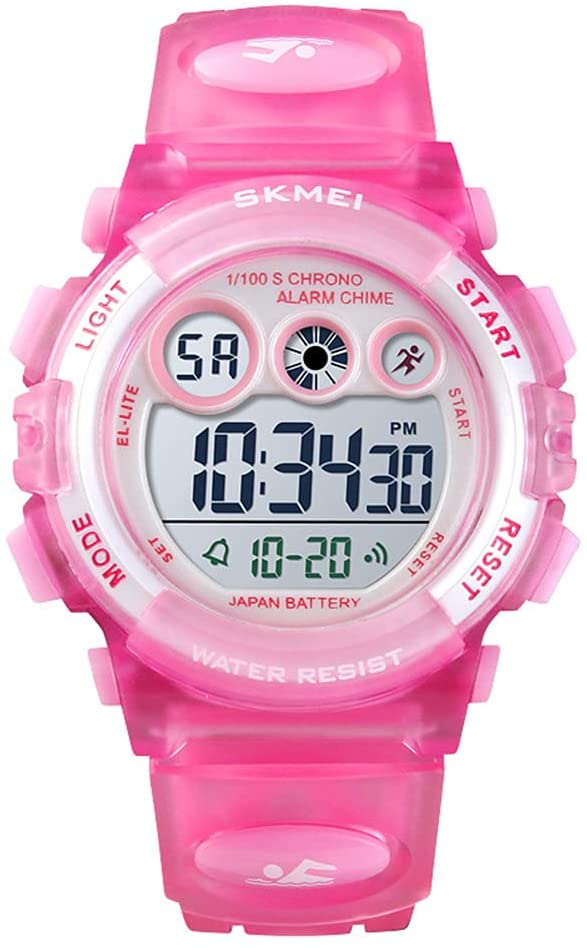 SKMEI
1/100 S CHRONO
ALARM CHIME
LIGHT
START
SA
EL-LITE
START
PM
10:34 30
MODE
SET
10-20
RESET
RESET
JAPAN BATTERY
WATER RESIST